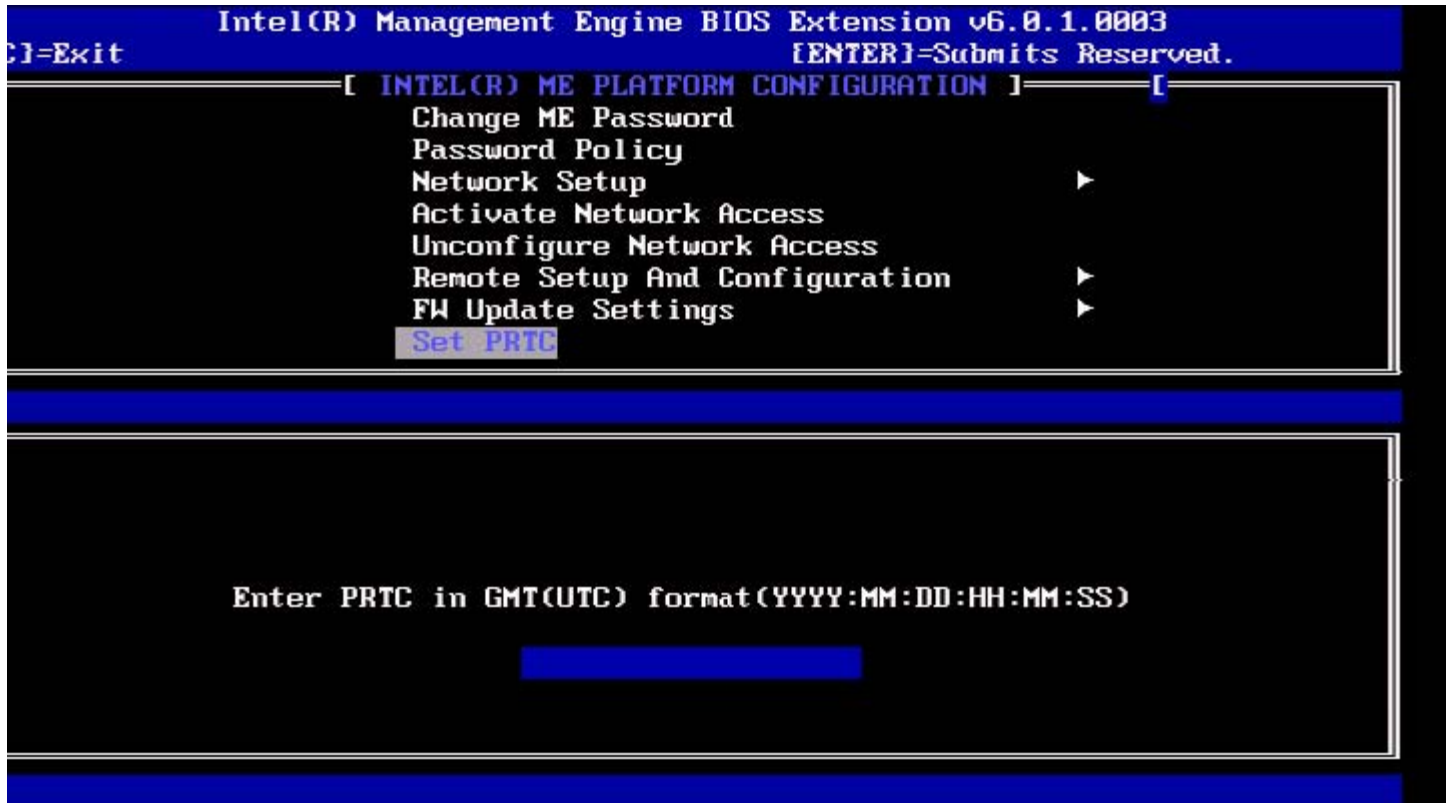 Intel(R) Management Engine BIOS Extension v6.0.1.0003
C]=Exit [ENTER]=Submits Reserved.
[ INTEL(R) ME PLATFORM CONFIGURATION ] [
Change ME Password
Password Policy
Network Setup
Activate Network Access
Unconfigure Network Access
Remote Setup And Configuration
FW Update Settings
Set PRTC
Enter PRTC in GMT(UTC) format(YYYY:MM:DD:HH:MM:SS)